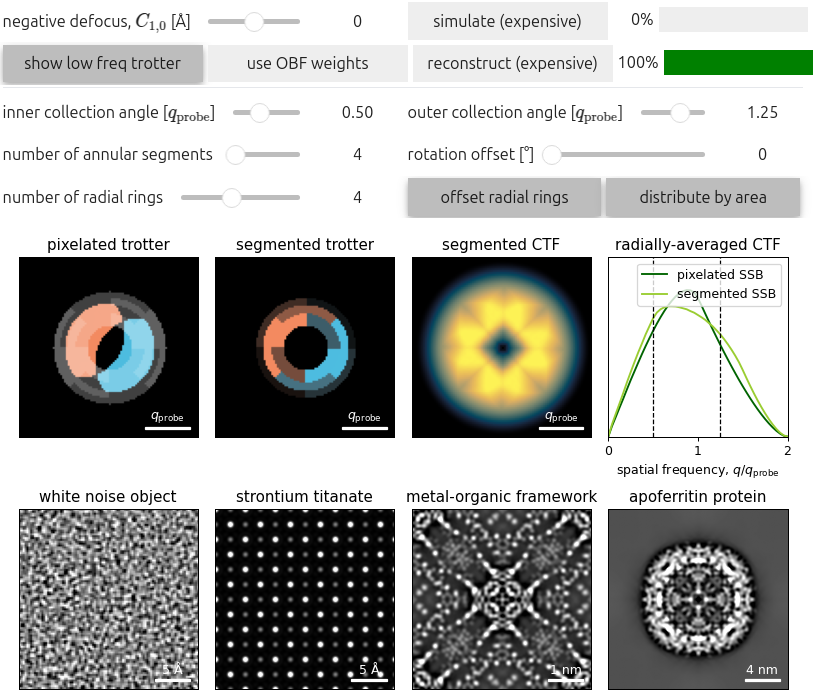 negative defocus, C1,0 [Å] 0 simulate (expensive) 0%
show low freq trotter use OBF weights reconstruct (expensive) 100%
inner collection angle [qprobe] 0.50 outer collection angle [qprobe] 1.25
number of annular segments 4 rotation offset [°] 0
number of radial rings 4 offset radial rings distribute by area
pixelated trotter segmented trotter segmented CTF radially-averaged CTF
pixelated SSB
segmented SSB
qprobe qprobe qprobe
0 1 2
spatial frequency, q/qprobe
white noise object strontium titanate metal-organic framework apoferritin protein
5 Å 5 Å 1 nm 4 nm